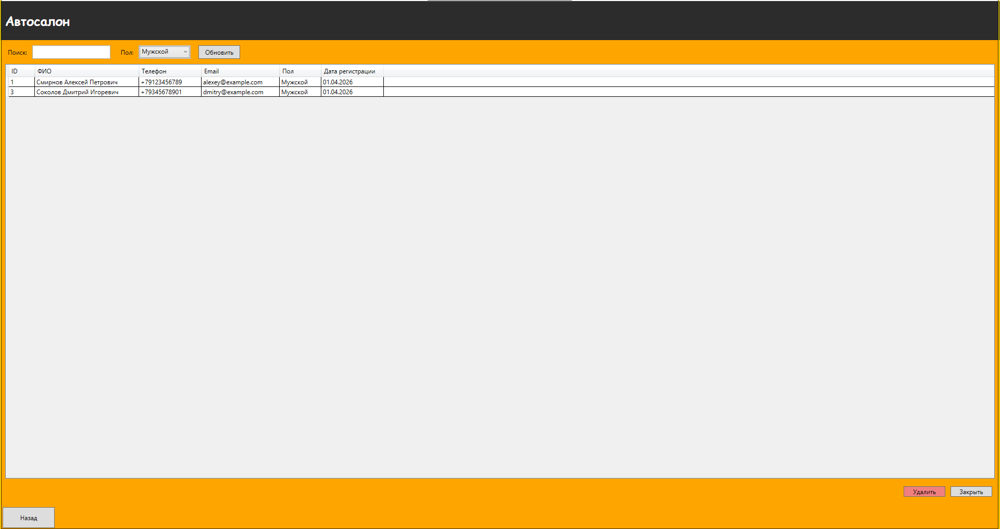 Автосалон
Поиск: Пол: Мужской Обновить
ID ФИО Телефон Email Пол Дата регистрации
1 Смирнов Алексей Петрович +79123456789 alexey@example.com Мужской 01.04.2026
3 Соколов Дмитрий Игоревич +79345678901 dmitry@example.com Мужской 01.04.2026
Удалить Закрыть
Назад